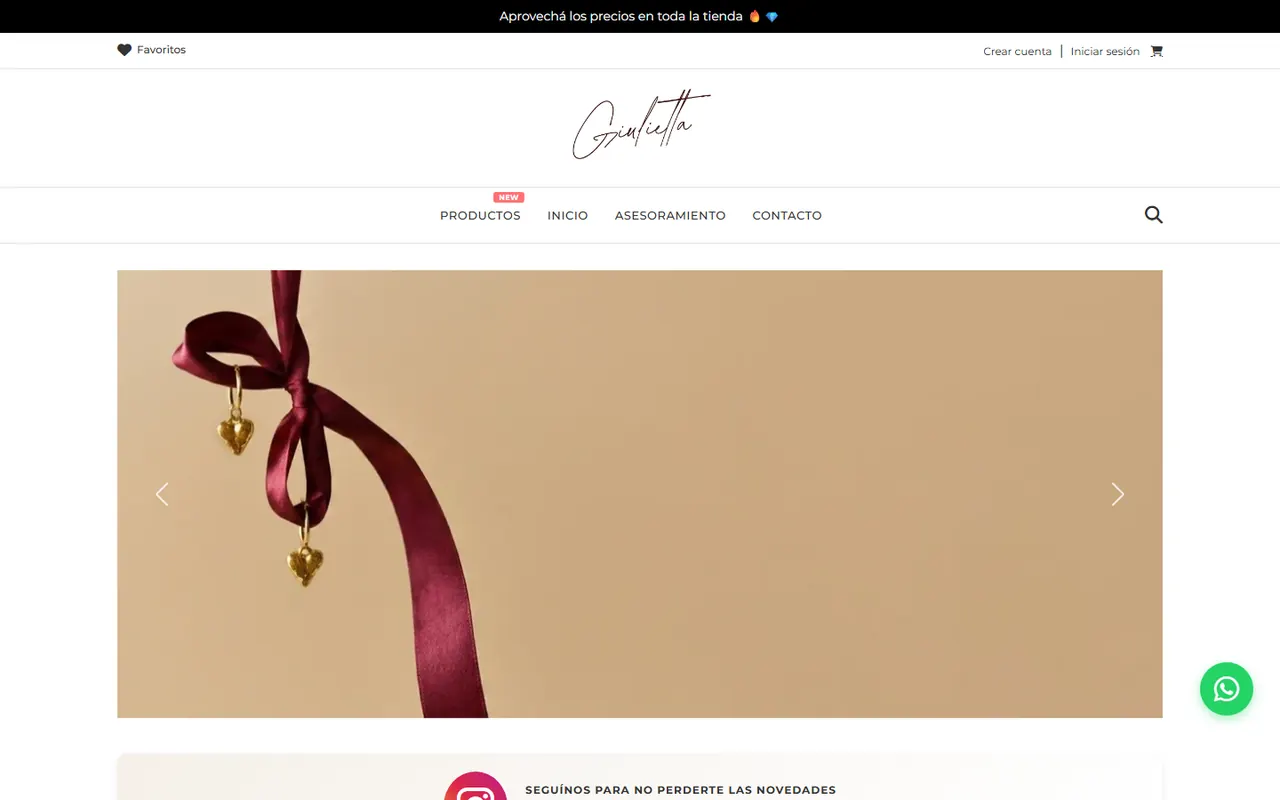 Aprovechá los precios en toda la tienda 🔥 💎
Favoritos
Crear cuenta | Iniciar sesión
Giulietta
NEW
PRODUCTOS INICIO ASESORAMIENTO CONTACTO
SEGUÍNOS PARA NO PERDERTE LAS NOVEDADES